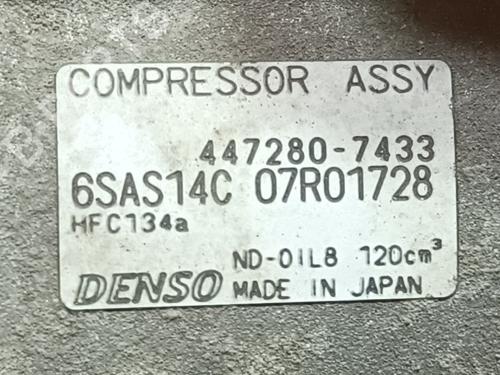 COMPRESSOR ASSY
447280-7433
6SAS14C 07R01728
HFC134a
ND-OIL8 120cm³
DENSO MADE IN JAPAN